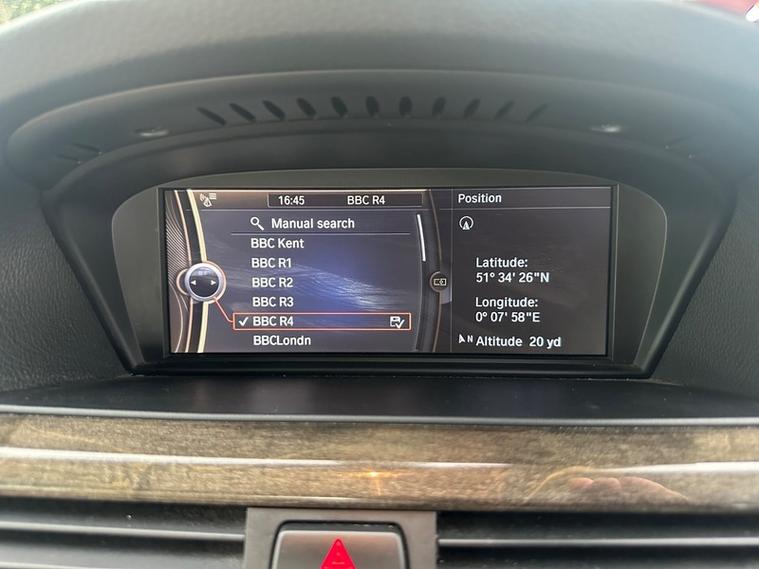 16:45 BBC R4
Manual search
BBC Kent
BBC R1
BBC R2
BBC R3
BBC R4
BBCLondn
Position
Latitude:
51° 34' 26"N
Longitude:
0° 07' 58"E
N Altitude 20 yd